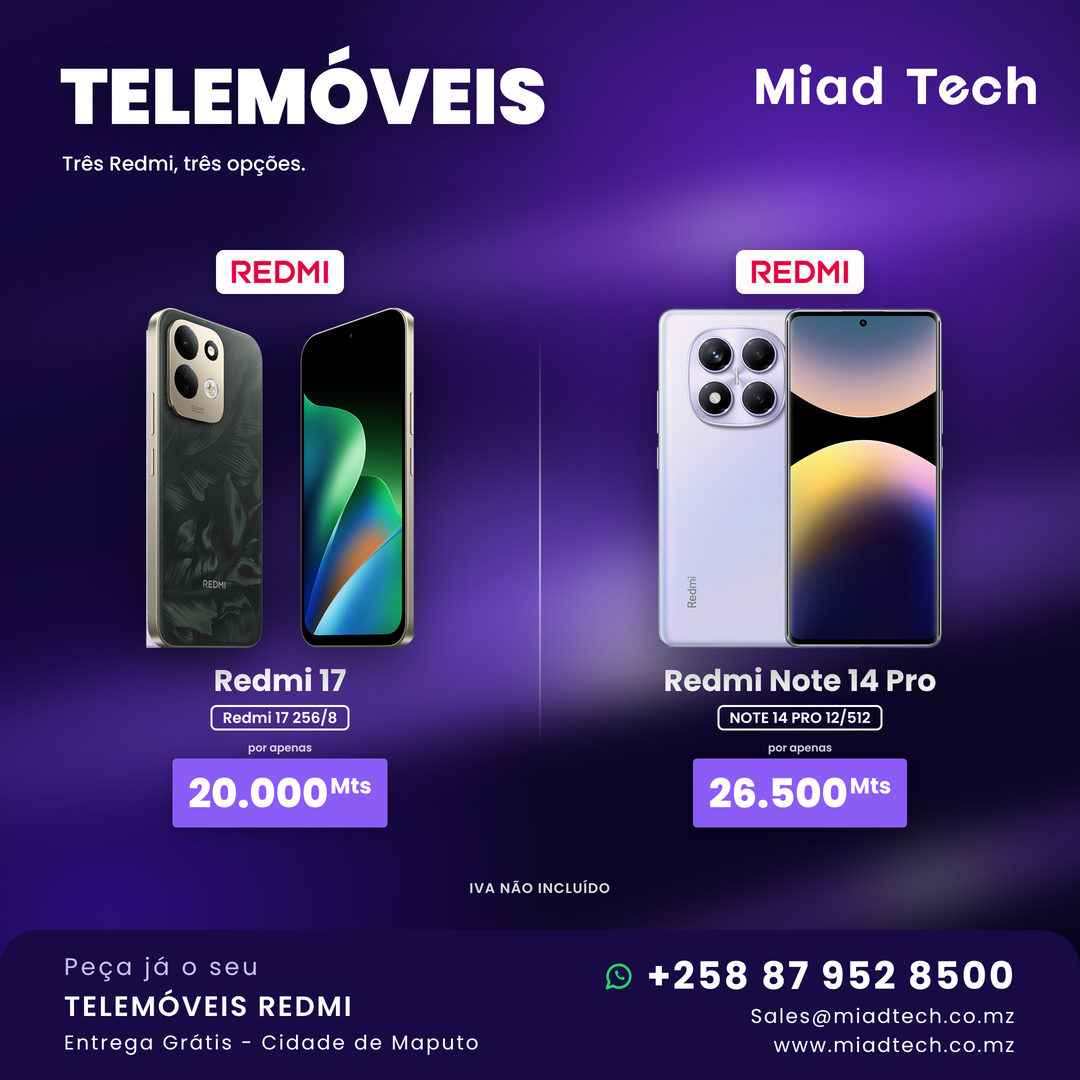 TELEMÓVEIS
Miad Tech
Três Redmi, três opções.
REDMI
REDMI
REDMI
Redmi
Redmi 17
Redmi 17 256/8
por apenas
20.000Mts
Redmi Note 14 Pro
NOTE 14 PRO 12/512
por apenas
26.500Mts
IVA NÃO INCLUÍDO
Peça já o seu
TELEMÓVEIS REDMI
Entrega Grátis - Cidade de Maputo
+258 87 952 8500
Sales@miadtech.co.mz
www.miadtech.co.mz